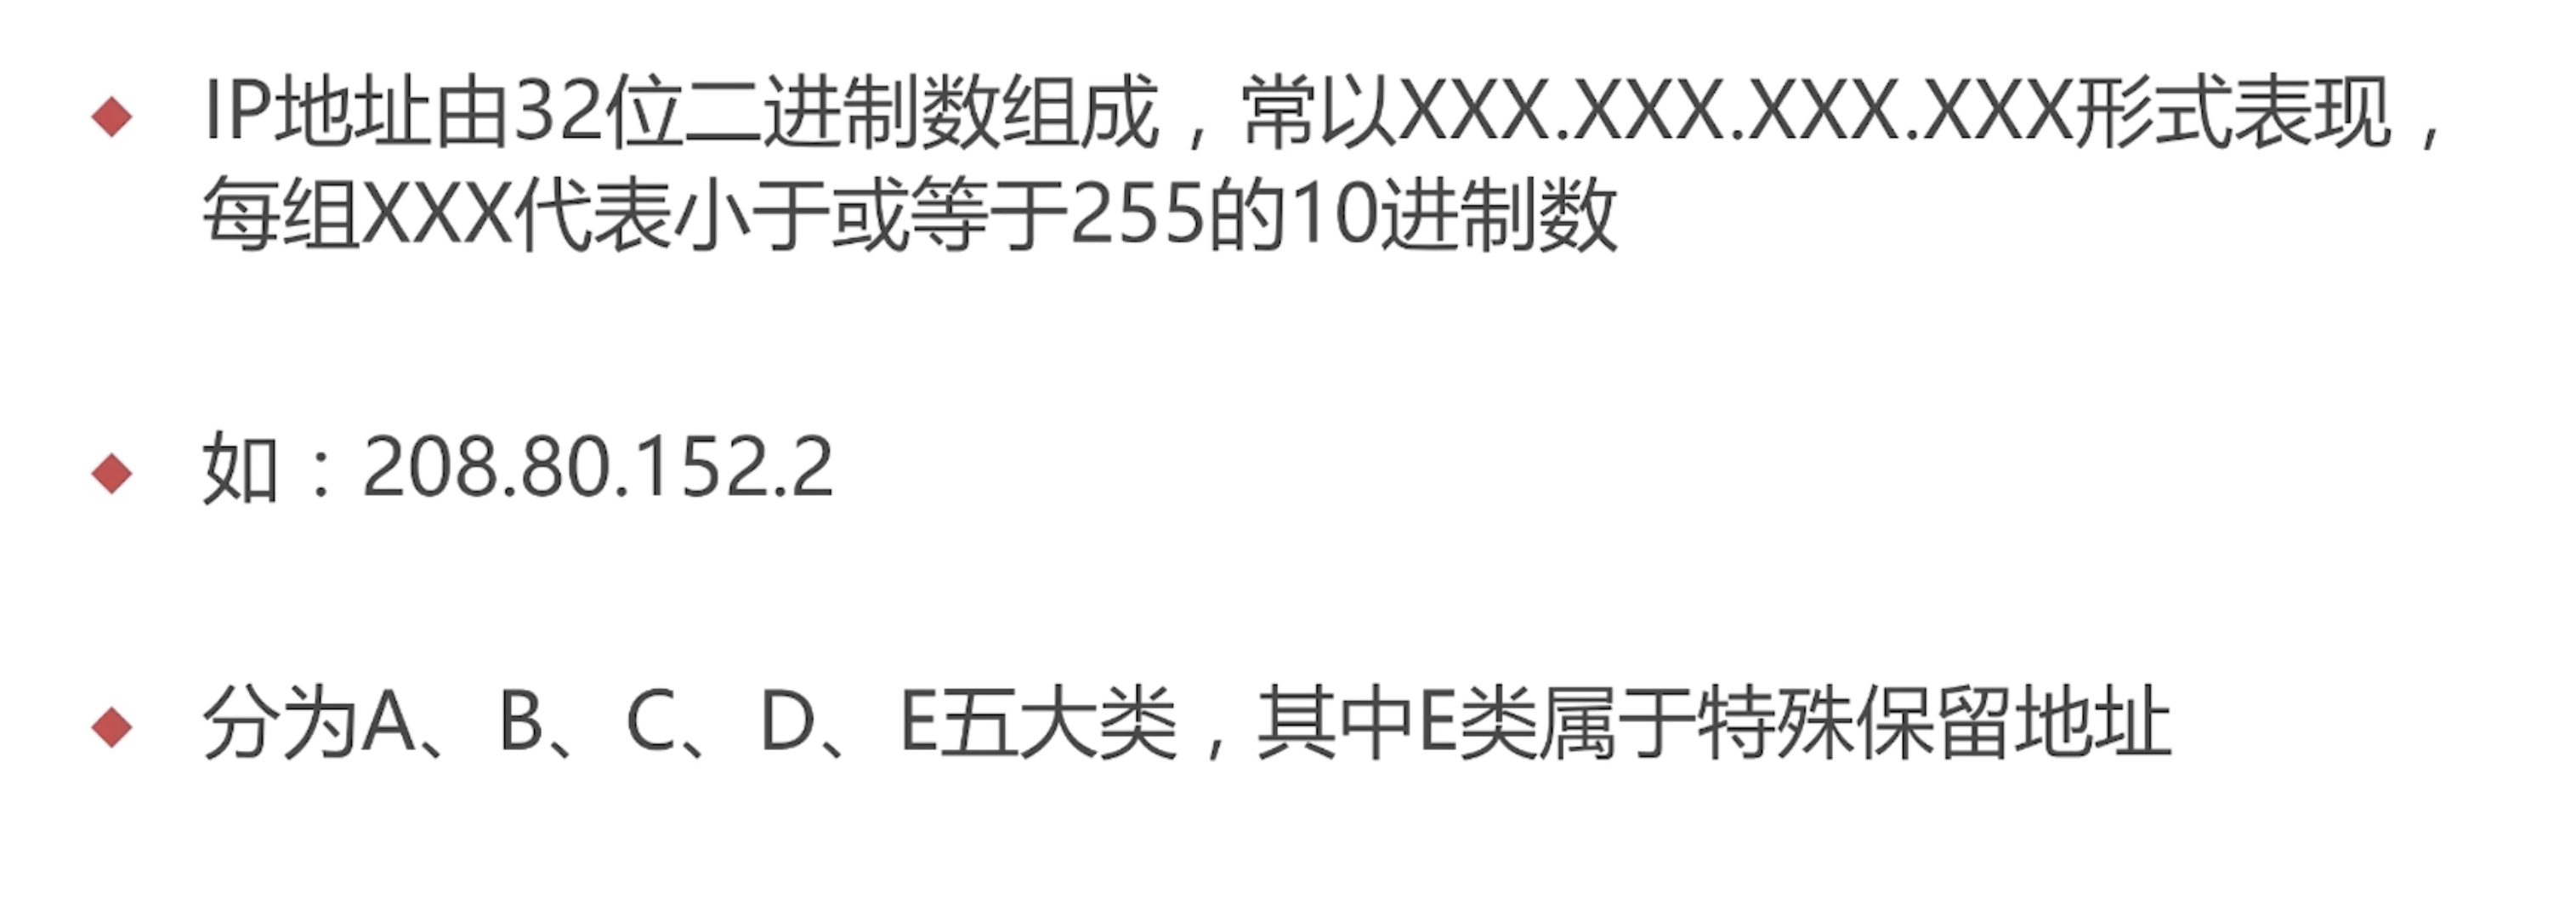 IP地址由32位二进制数组成，常以XXX.XXX.XXX.XXX形式表现，
每组XXX代表小于或等于255的10进制数
如：208.80.152.2
分为A、B、C、D、E五大类，其中E类属于特殊保留地址